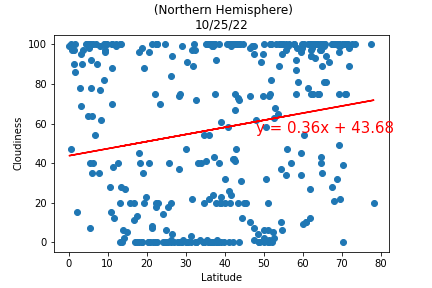 (Northern Hemisphere)
10/25/22
100
80
60
40
20
0
Cloudiness
y = 0.36x + 43.68
0 10 20 30 40 50 60 70 80
Latitude